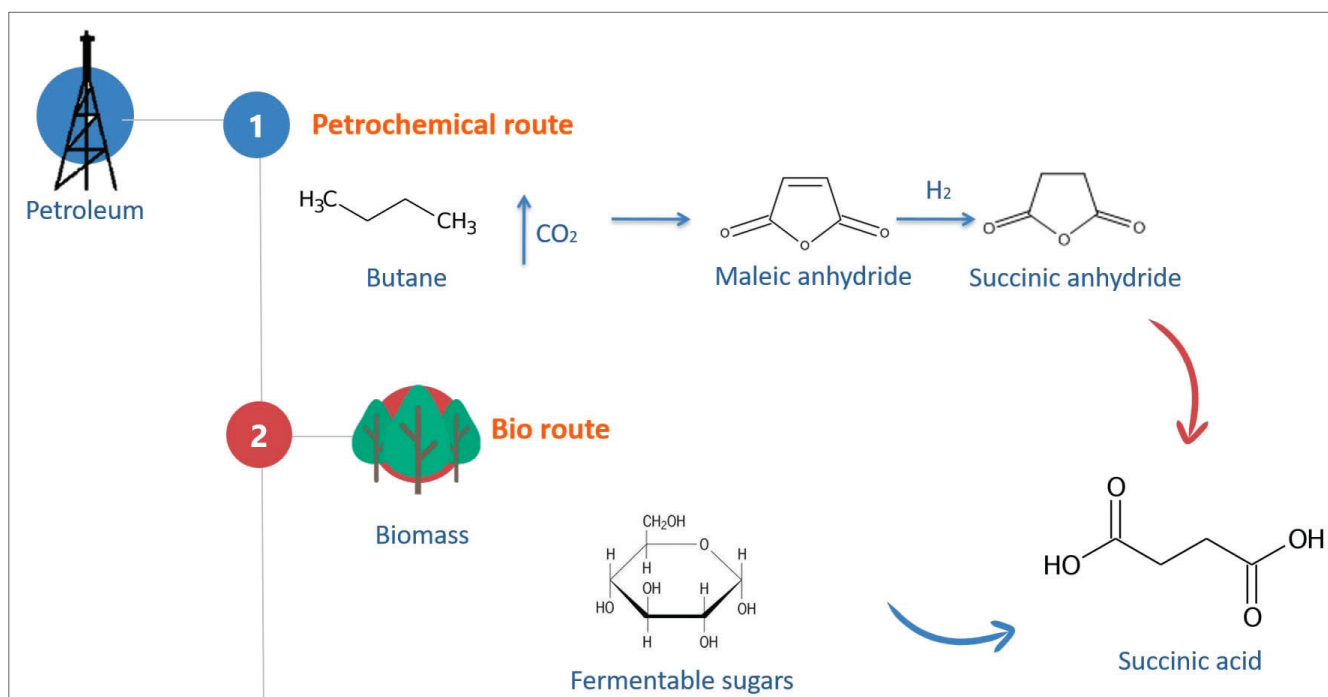 1
Petrochemical route
Petroleum
H₃C
CH₃
CO₂
Butane
O
O
O
Maleic anhydride
H₂
O
O
O
Succinic anhydride
2
Bio route
Biomass
CH₂OH
H
O
H
H
OH
H
HO
OH
H
OH
Fermentable sugars
O
HO
OH
O
Succinic acid